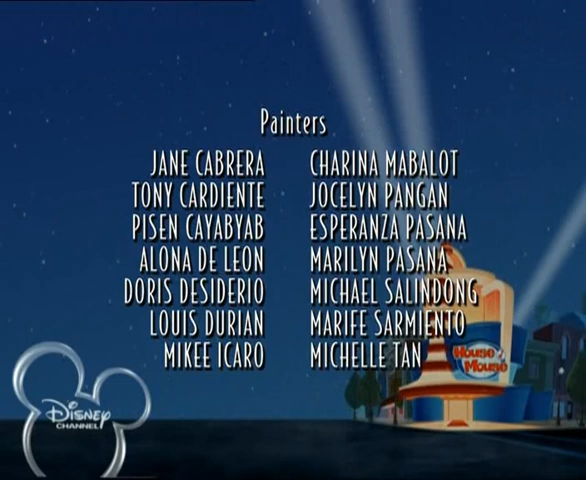 Painters
JANE CABRERA
TONY CARDIENTE
PISEN CAYABYAB
ALONA DE LEON
DORIS DESIDERIO
LOUIS DURIAN
MIKEE ICARO
CHARINA MABALOT
JOCELYN PANGAN
ESPERANZA PASANA
MARILYN PASANA
MICHAEL SALINDONG
MARIFE SARMIENTO
MICHELLE TAN
House of
Mouse
DISNEY
CHANNEL